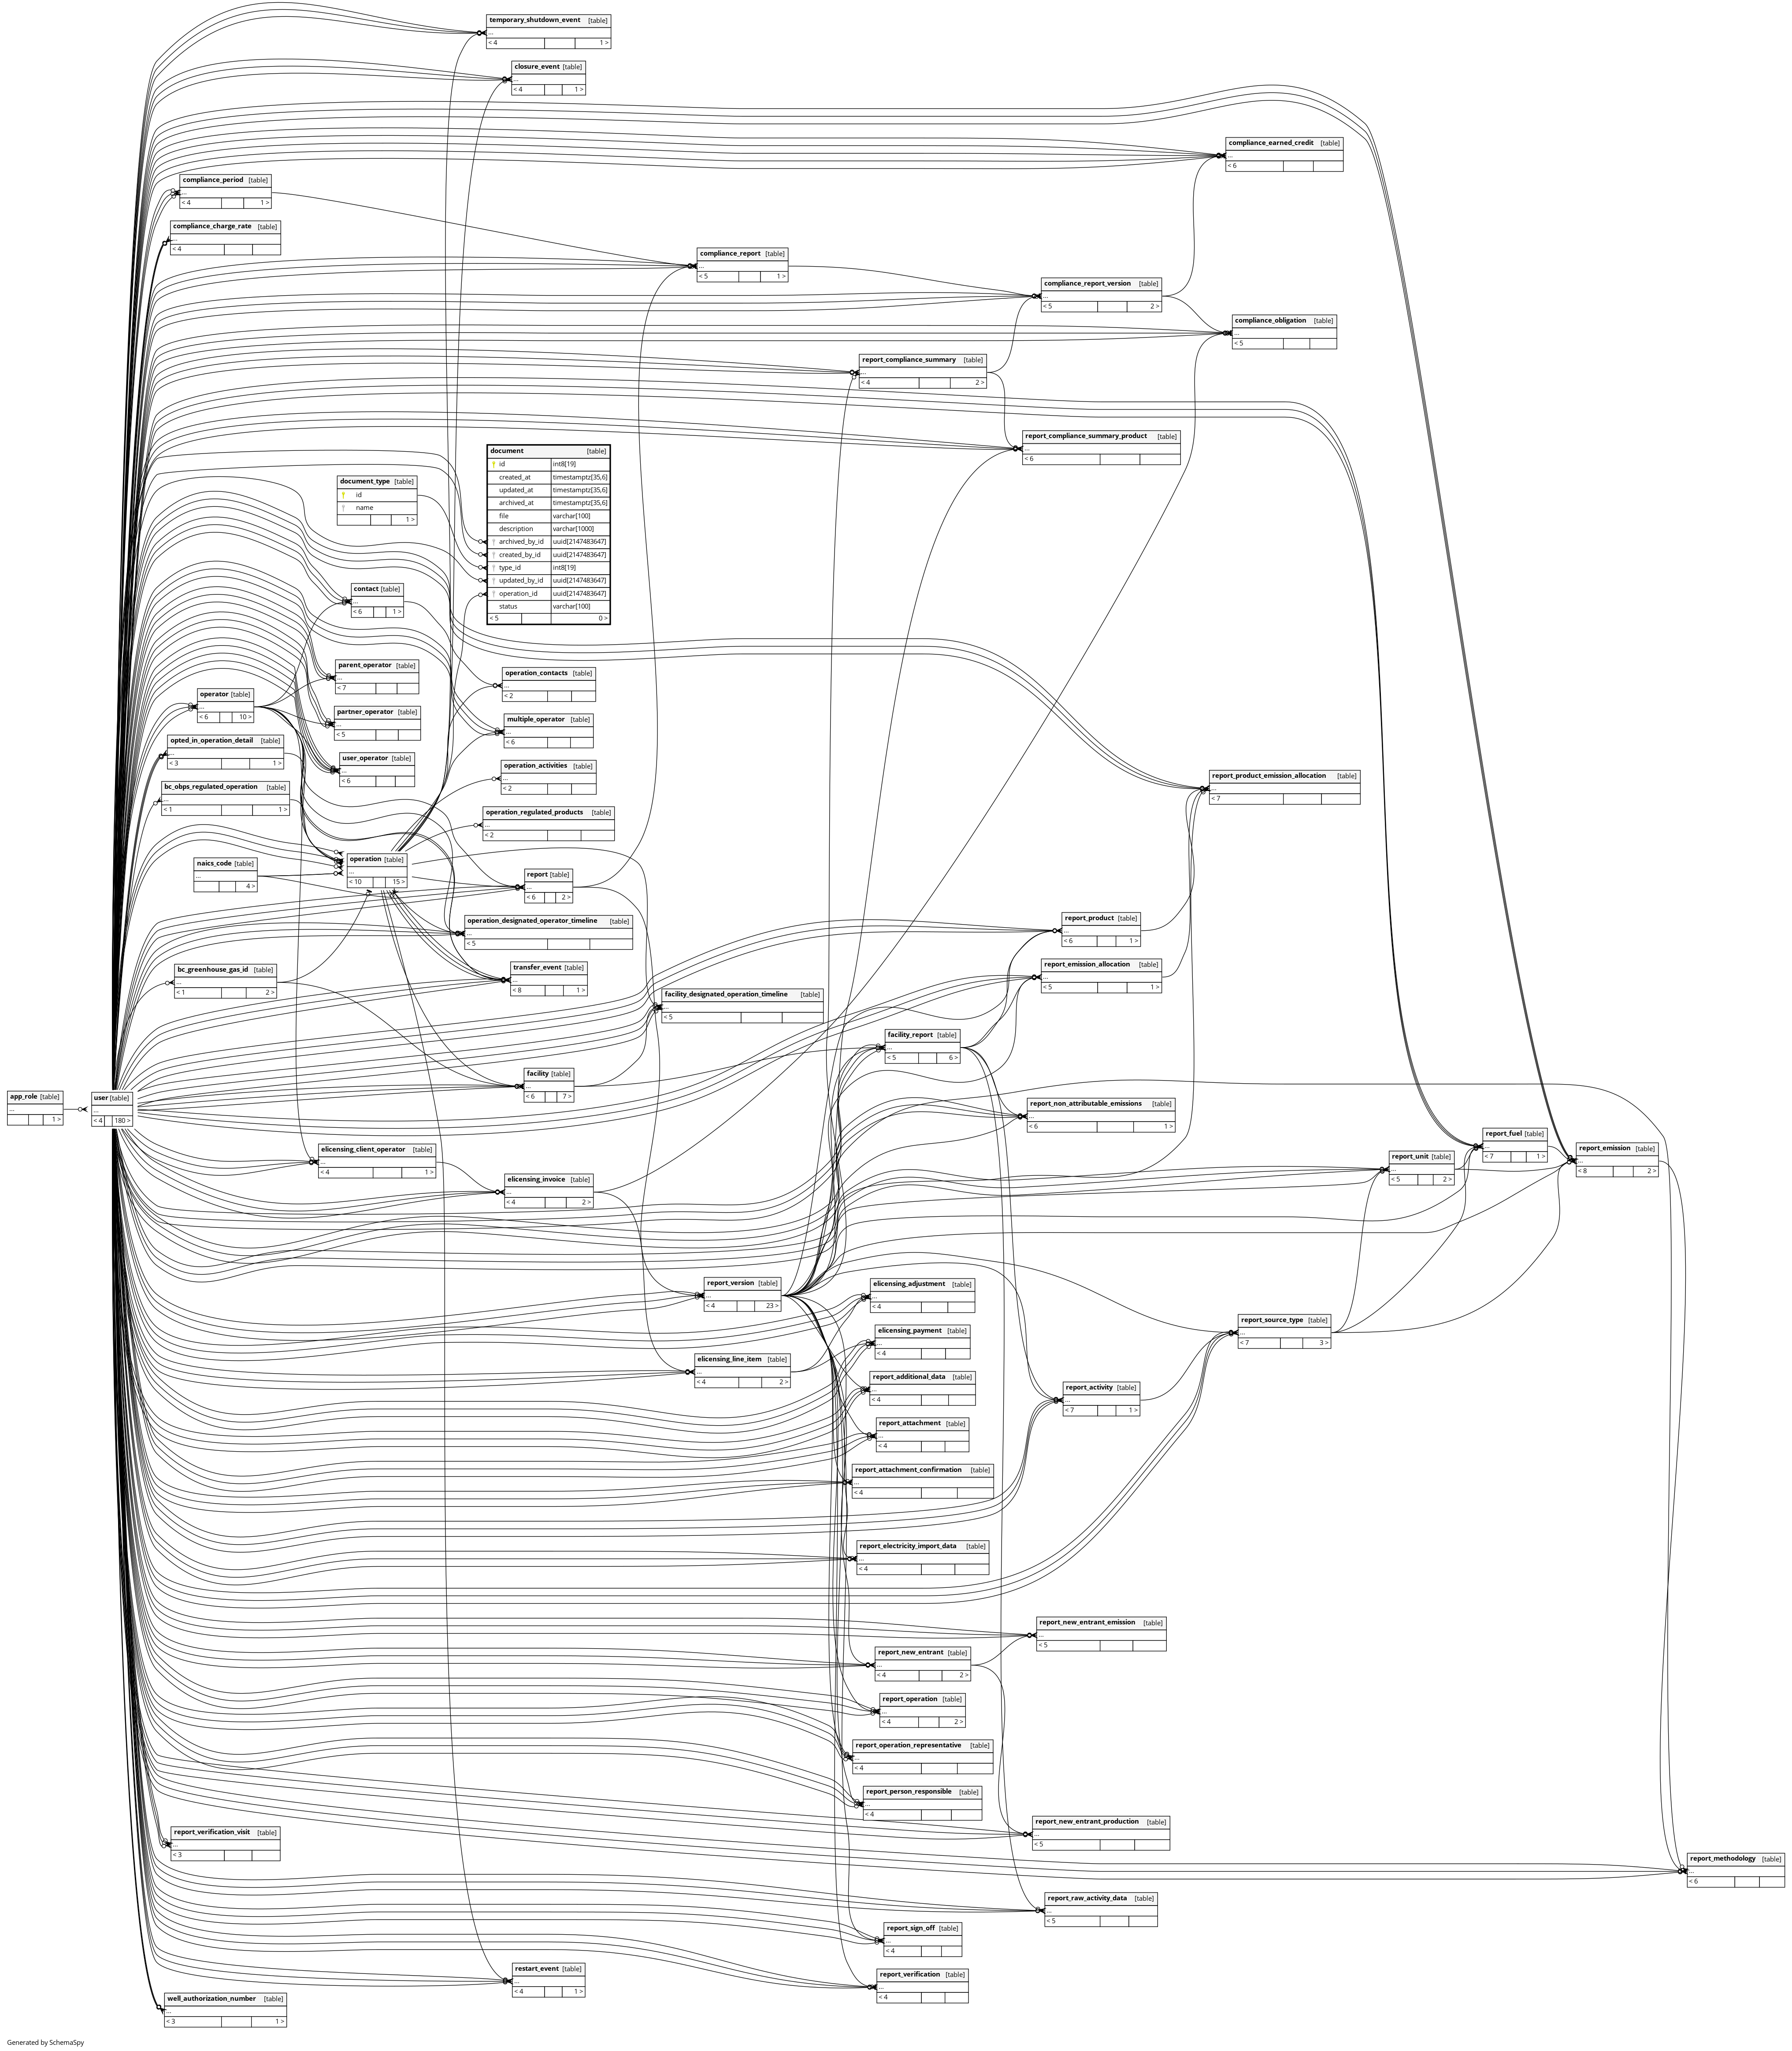 temporary_shutdown_event [table]
...
< 4 1 >
closure_event [table]
...
< 4 1 >
compliance_earned_credit [table]
...
< 6
compliance_period [table]
...
< 4 1 >
compliance_charge_rate [table]
...
< 4
compliance_report [table]
...
< 5 1 >
compliance_report_version [table]
...
< 5 2 >
compliance_obligation [table]
...
< 5
report_compliance_summary [table]
...
< 4 2 >
report_compliance_summary_product [table]
...
< 6
document [table]
id int8[19]
created_at timestamptz[35,6]
updated_at timestamptz[35,6]
archived_at timestamptz[35,6]
file varchar[100]
description varchar[1000]
archived_by_id uuid[2147483647]
created_by_id uuid[2147483647]
type_id int8[19]
updated_by_id uuid[2147483647]
operation_id uuid[2147483647]
status varchar[100]
< 5 0 >
document_type [table]
id
name
1 >
contact [table]
...
< 6 1 >
parent_operator [table]
...
< 7
operation_contacts [table]
...
< 2
operator [table]
...
< 6 10 >
partner_operator [table]
...
< 5
multiple_operator [table]
...
< 6
opted_in_operation_detail [table]
...
< 3 1 >
user_operator [table]
...
< 6
operation_activities [table]
...
< 2
report_product_emission_allocation [table]
...
< 7
bc_obps_regulated_operation [table]
...
< 1 1 >
operation_regulated_products [table]
...
< 2
naics_code [table]
...
4 >
operation [table]
...
< 10 15 >
report [table]
...
< 6 2 >
operation_designated_operator_timeline [table]
...
< 5
report_product [table]
...
< 6 1 >
bc_greenhouse_gas_id [table]
...
< 1 2 >
transfer_event [table]
...
< 8 1 >
report_emission_allocation [table]
...
< 5 1 >
facility_designated_operation_timeline [table]
...
< 5
facility_report [table]
...
< 5 6 >
facility [table]
...
< 6 7 >
app_role [table]
...
1 >
user [table]
...
< 4 180 >
report_non_attributable_emissions [table]
...
< 6 1 >
elicensing_client_operator [table]
...
< 4 1 >
report_fuel [table]
...
< 7 1 >
report_emission [table]
...
< 8 2 >
report_unit [table]
...
< 5 2 >
elicensing_invoice [table]
...
< 4 2 >
report_version [table]
...
< 4 23 >
elicensing_adjustment [table]
...
< 4
report_source_type [table]
...
< 7 3 >
elicensing_payment [table]
...
< 4
elicensing_line_item [table]
...
< 4 2 >
report_additional_data [table]
...
< 4
report_activity [table]
...
< 7 1 >
report_attachment [table]
...
< 4
report_attachment_confirmation [table]
...
< 4
report_electricity_import_data [table]
...
< 4
report_new_entrant_emission [table]
...
< 5
report_new_entrant [table]
...
< 4 2 >
report_operation [table]
...
< 4 2 >
report_operation_representative [table]
...
< 4
report_person_responsible [table]
...
< 4
report_new_entrant_production [table]
...
< 5
report_verification_visit [table]
...
< 3
report_methodology [table]
...
< 6
report_raw_activity_data [table]
...
< 5
report_sign_off [table]
...
< 4
restart_event [table]
...
< 4 1 >
report_verification [table]
...
< 4
well_authorization_number [table]
...
< 3 1 >
Generated by SchemaSpy